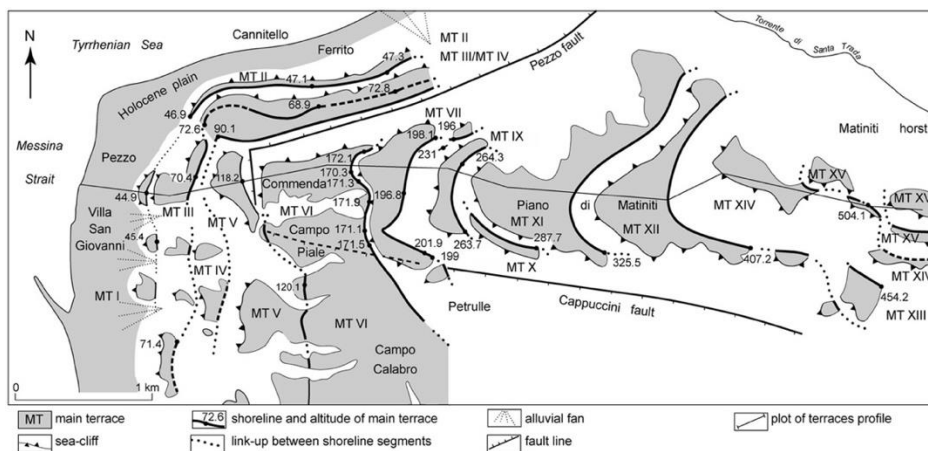 N
Tyrrhenian Sea
Cannitello
Ferrito
Holocene plain
MT II
47.1
47.3
MT II
MT III/MT IV
Pezzo fault
Torrente di Santa Trada
46.9
72.6
68.9
72.8
90.1
MT VII
198.1
196
231
MT IX
264.3
Matiniti horst
Messina
Strait
Pezzo
172.1
170.3
171.3
Commenda
118.2
70.4
44.9
196.8
171.9
MT III
MT V
MT VI
Piano
MT XI
di
Matiniti
MT XII
MT XIV
MT XV
504.1
MT XV
MT XV
MT XIV
Villa
San
Giovanni
45.4
MT IV
Campo
Piale
171.1
171.5
201.9
199
263.7
287.7
MT X
325.5
407.2
454.2
MT XIII
MT I
120.1
MT V
MT VI
Petrulle
Cappuccini fault
71.4
Campo
Calabro
0
1 km
MT main terrace
72.6 shoreline and altitude of main terrace
alluvial fan
plot of terraces profile
sea-cliff
link-up between shoreline segments
fault line